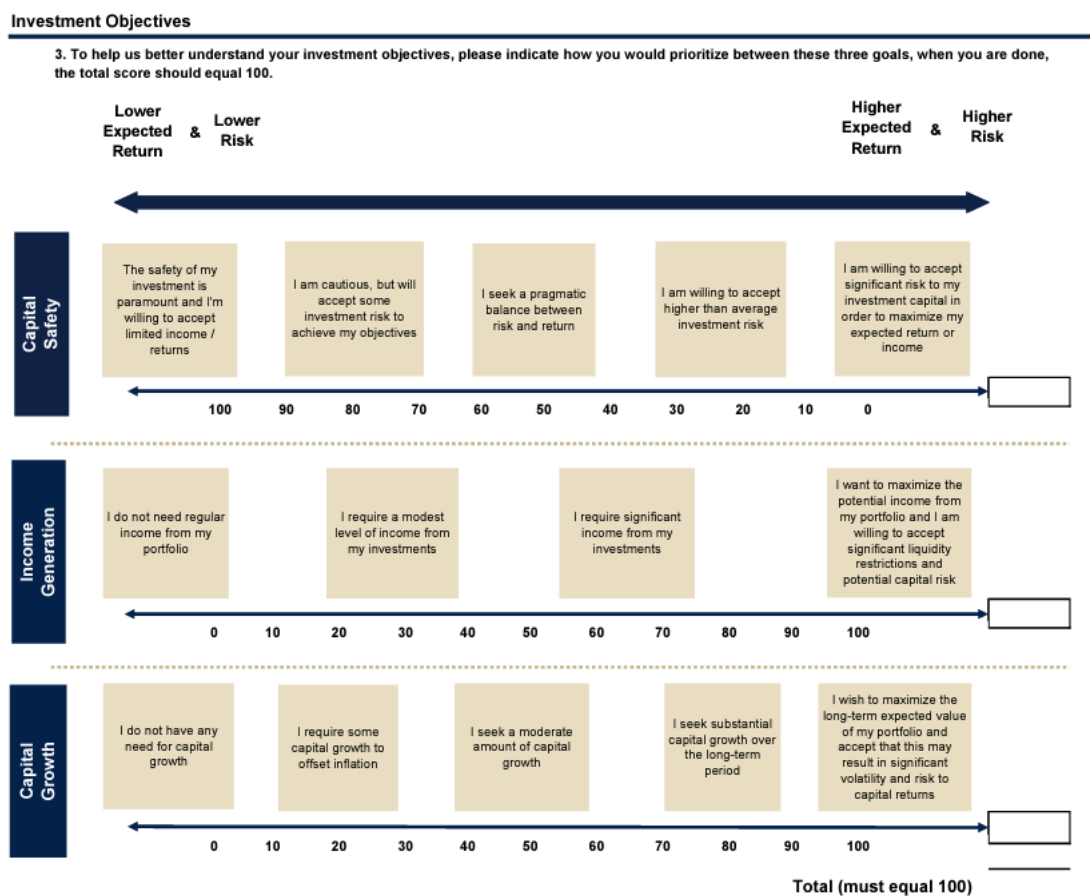 Investment Objectives
3. To help us better understand your investment objectives, please indicate how you would prioritize between these three goals, when you are done,
the total score should equal 100.
Lower
Expected
Return
&
Lower
Risk
Higher
Expected
Return
&
Higher
Risk
Capital
Safety
The safety of my
investment is
paramount and I'm
willing to accept
limited income /
returns
I am cautious, but will
accept some
investment risk to
achieve my objectives
I seek a pragmatic
balance between
risk and return
I am willing to accept
higher than average
investment risk
I am willing to accept
significant risk to my
investment capital in
order to maximize my
expected return or
income
100 90 80 70 60 50 40 30 20 10 0
Income
Generation
I do not need regular
income from my
portfolio
I require a modest
level of income from
my investments
I require significant
income from my
investments
I want to maximize the
potential income from
my portfolio and I am
willing to accept
significant liquidity
restrictions and
potential capital risk
0 10 20 30 40 50 60 70 80 90 100
Capital
Growth
I do not have any
need for capital
growth
I require some
capital growth to
offset inflation
I seek a moderate
amount of capital
growth
I seek substantial
capital growth over
the long-term
period
I wish to maximize the
long-term expected value
of my portfolio and
accept that this may
result in significant
volatility and risk to
capital returns
0 10 20 30 40 50 60 70 80 90 100
Total (must equal 100)